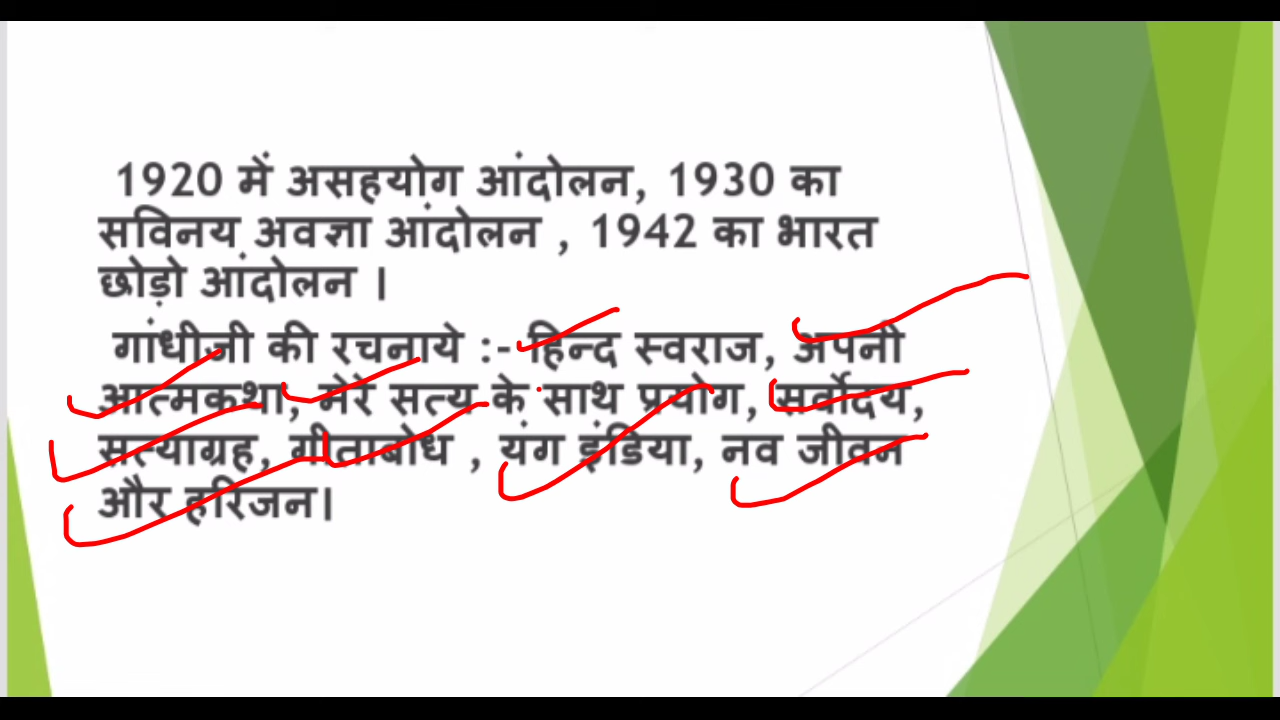 1920 में असहयोग आंदोलन, 1930 का
सविनय अवज्ञा आंदोलन , 1942 का भारत
छोड़ो आंदोलन ।
गांधीजी की रचनाये :- हिन्द स्वराज, अपनी
आत्मकथा, मेरे सत्य के साथ प्रयोग, सर्वोदय,
सत्याग्रह, गीताबोध , यंग इंडिया, नव जीवन
और हरिजन।